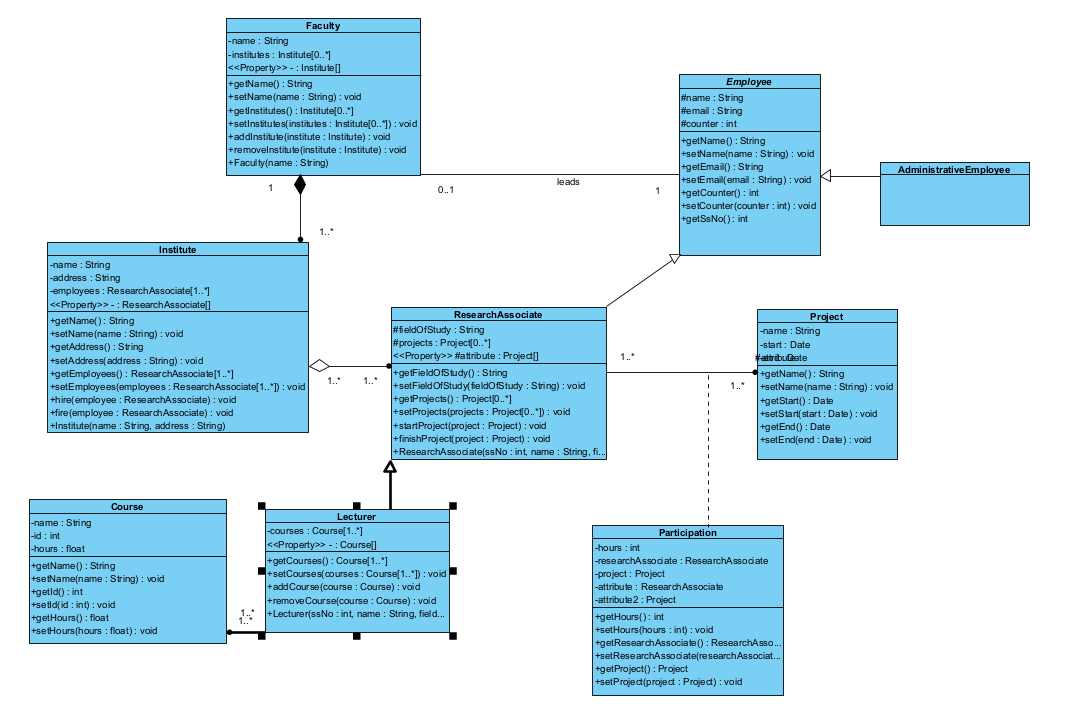 Faculty
-name : String
-institutes : Institute[0..*]
<<Property>> - : Institute[]
+getName() : String
+setName(name : String) : void
+getInstitutes() : Institute[0..*]
+setInstitutes(institutes : Institute[0..*]) : void
+addInstitute(institute : Institute) : void
+removeInstitute(institute : Institute) : void
+Faculty(name : String)
1
1..*
0..1
leads
1
Employee
#name : String
#email : String
#counter : int
+getName() : String
+setName(name : String) : void
+getEmail() : String
+setEmail(email : String) : void
+getCounter() : int
+setCounter(counter : int) : void
+getSsNo() : int
AdministrativeEmployee
Institute
-name : String
-address : String
-employees : ResearchAssociate[1..*]
<<Property>> - : ResearchAssociate[]
+getName() : String
+setName(name : String) : void
+getAddress() : String
+setAddress(address : String) : void
+getEmployees() : ResearchAssociate[1..*]
+setEmployees(employees : ResearchAssociate[1..*]) : void
+hire(employee : ResearchAssociate) : void
+fire(employee : ResearchAssociate) : void
+Institute(name : String, address : String)
1..*
1..*
ResearchAssociate
#fieldOfStudy : String
#projects : Project[0..*]
<<Property>> #attribute : Project[]
+getFieldOfStudy() : String
+setFieldOfStudy(fieldOfStudy : String) : void
+getProjects() : Project[0..*]
+setProjects(projects : Project[0..*]) : void
+startProject(project : Project) : void
+finishProject(project : Project) : void
+ResearchAssociate(ssNo : int, name : String, fi...
1..*
1..*
Project
-name : String
-start : Date
+getName() : String
+setName(name : String) : void
+getStart() : Date
+setStart(start : Date) : void
+getEnd() : Date
+setEnd(end : Date) : void
Course
-name : String
-id : int
-hours : float
+getName() : String
+setName(name : String) : void
+getId() : int
+setId(id : int) : void
+getHours() : float
+setHours(hours : float) : void
1..*
1..*
Lecturer
-courses : Course[1..*]
<<Property>> - : Course[]
+getCourses() : Course[1..*]
+setCourses(courses : Course[1..*]) : void
+addCourse(course : Course) : void
+removeCourse(course : Course) : void
+Lecturer(ssNo : int, name : String, field...
Participation
-hours : int
-researchAssociate : ResearchAssociate
-project : Project
-attribute : ResearchAssociate
-attribute2 : Project
+getHours() : int
+setHours(hours : int) : void
+getResearchAssociate() : ResearchAsso...
+setResearchAssociate(researchAssociat...
+getProject() : Project
+setProject(project : Project) : void